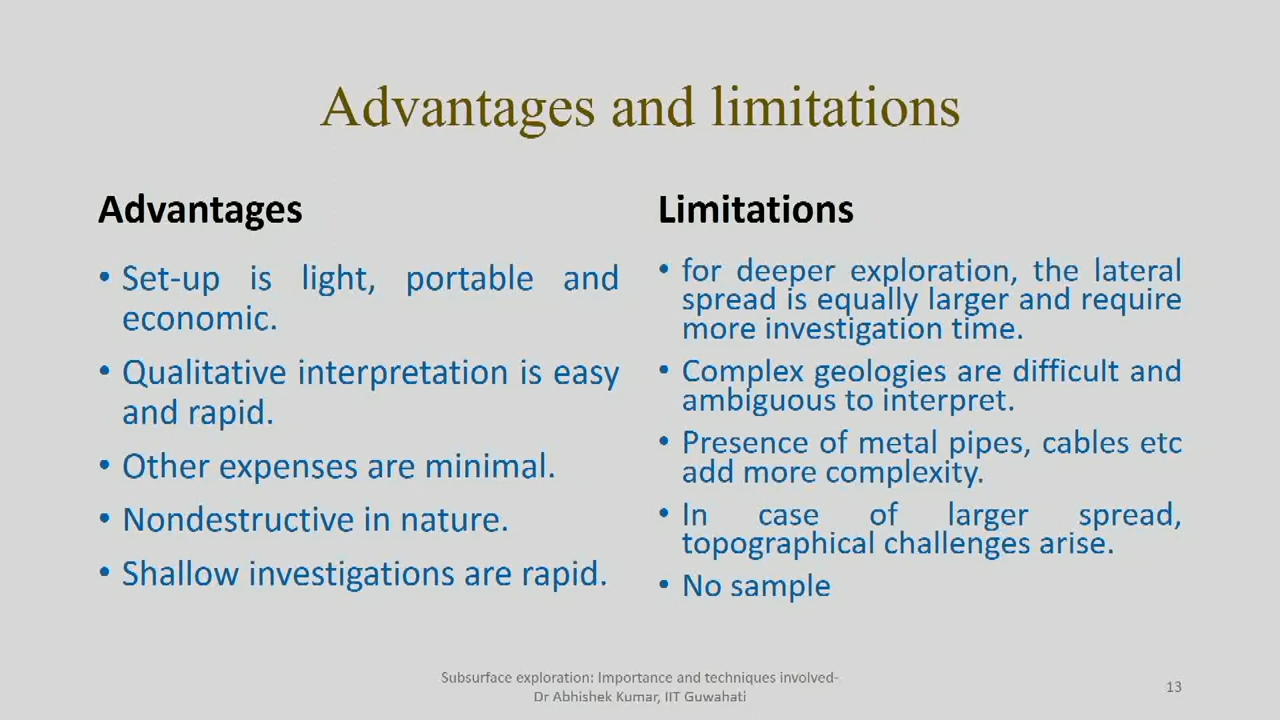 Advantages and limitations
Advantages
• Set-up is light, portable and
economic.
• Qualitative interpretation is easy
and rapid.
• Other expenses are minimal.
• Nondestructive in nature.
• Shallow investigations are rapid.
Limitations
• for deeper exploration, the lateral
spread is equally larger and require
more investigation time.
• Complex geologies are difficult and
ambiguous to interpret.
• Presence of metal pipes, cables etc
add more complexity.
• In case of larger spread,
topographical challenges arise.
• No sample
Subsurface exploration: Importance and techniques involved-
Dr Abhishek Kumar, IIT Guwahati
13